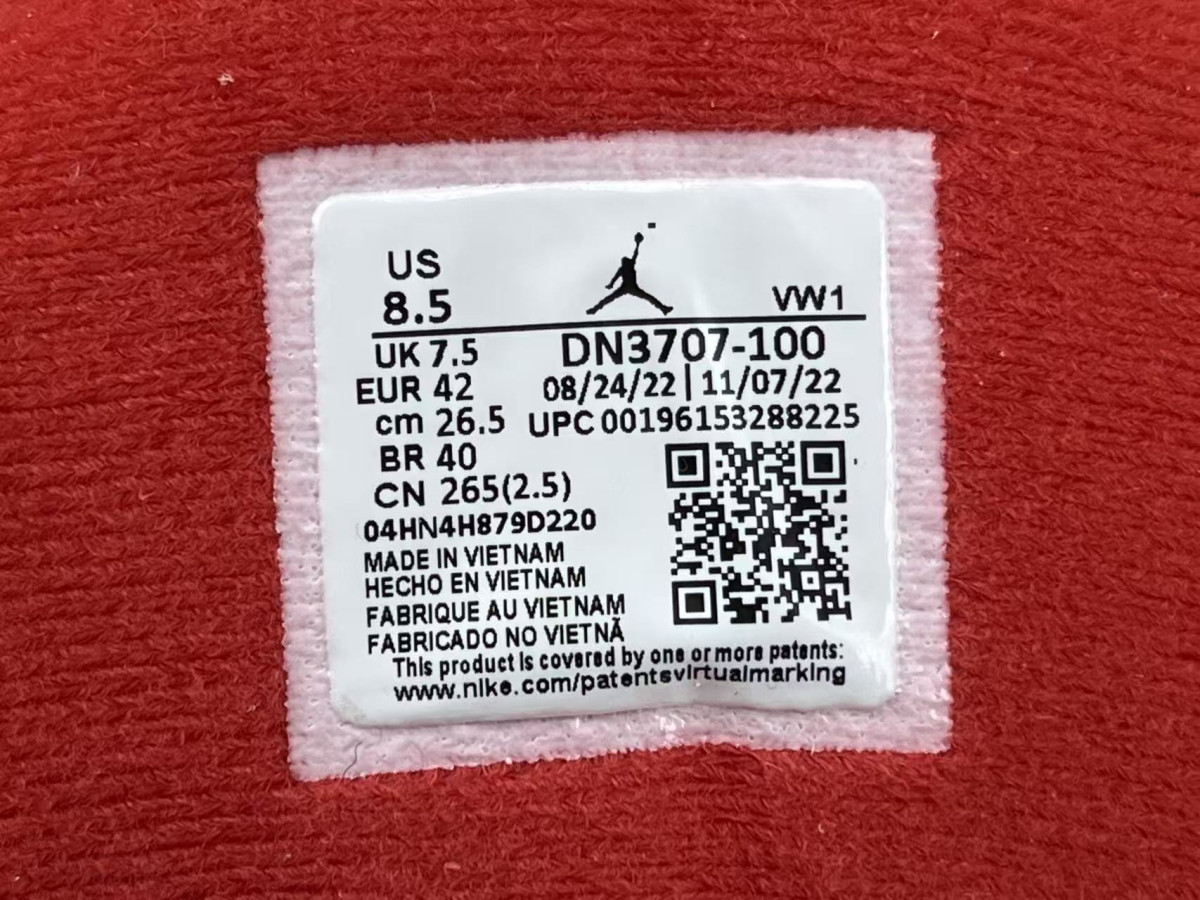 US
8.5
VW1
UK 7.5
DN3707-100
EUR 42
08/24/22 | 11/07/22
cm 26.5
UPC 00196153288225
BR 40
CN 265(2.5)
04HN4H879D220
MADE IN VIETNAM
HECHO EN VIETNAM
FABRIQUE AU VIETNAM
FABRICADO NO VIETNÃ
This product is covered by one or more patents:
www.nike.com/patentsvirtualmarking